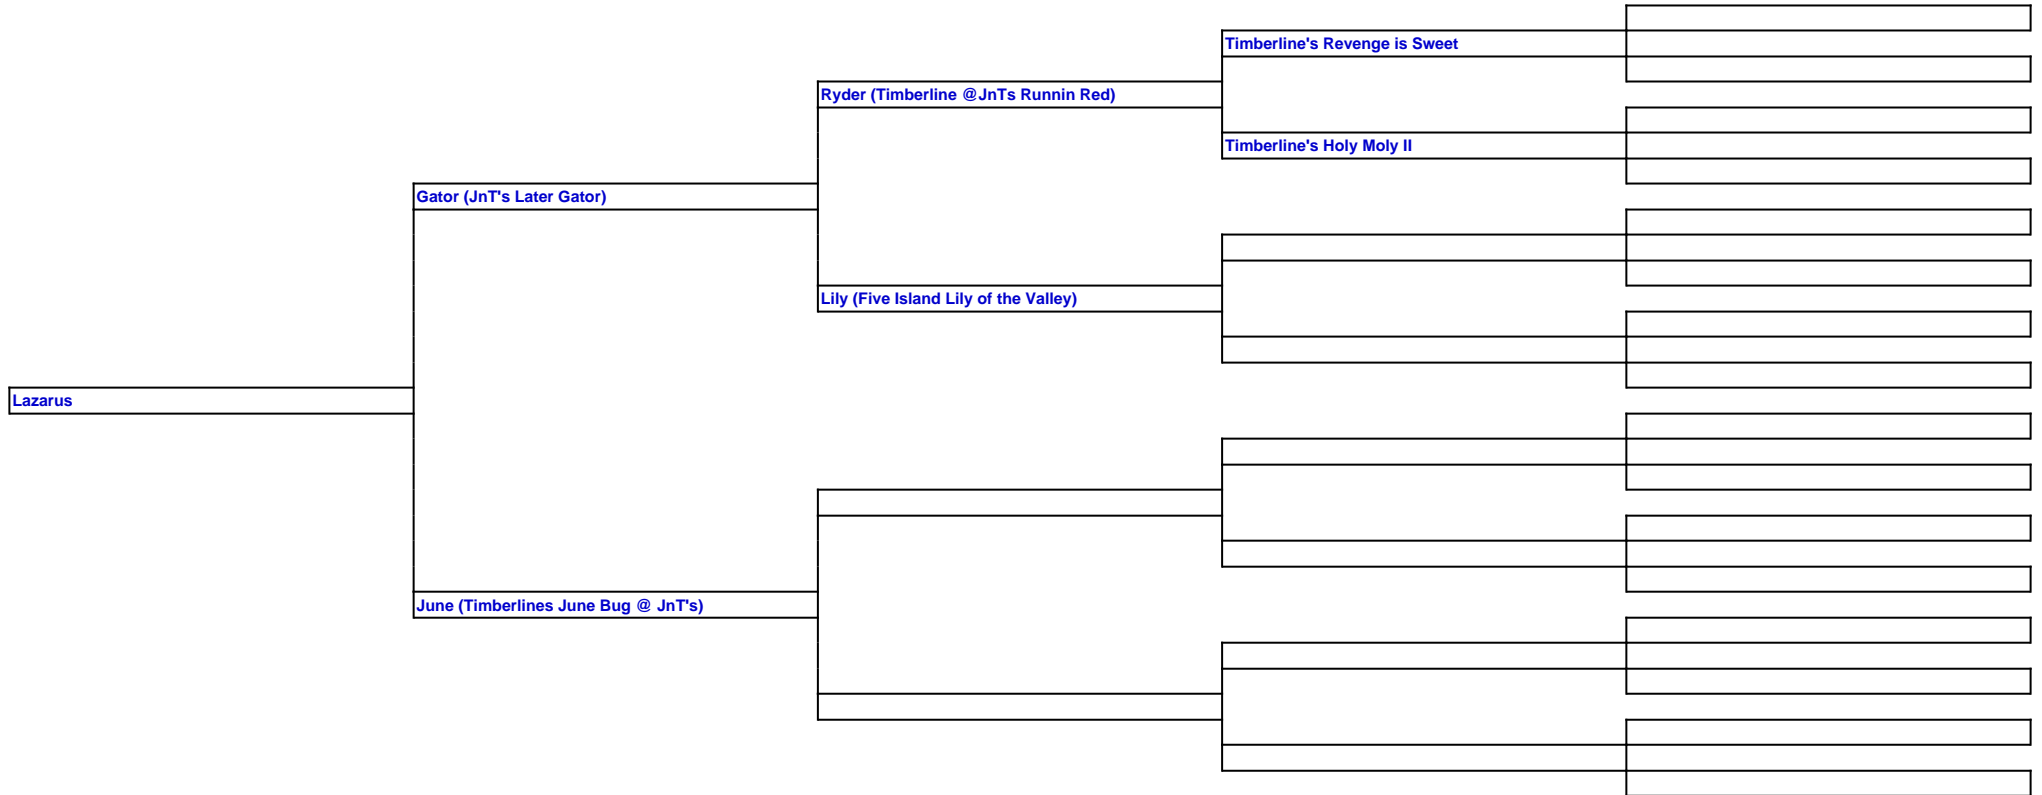 Timberline's Revenge is Sweet
Ryder (Timberline @JnTs Runnin Red)
Timberline's Holy Moly II
Gator (JnT's Later Gator)
Lily (Five Island Lily of the Valley)
Lazarus
June (Timberlines June Bug @ JnT's)